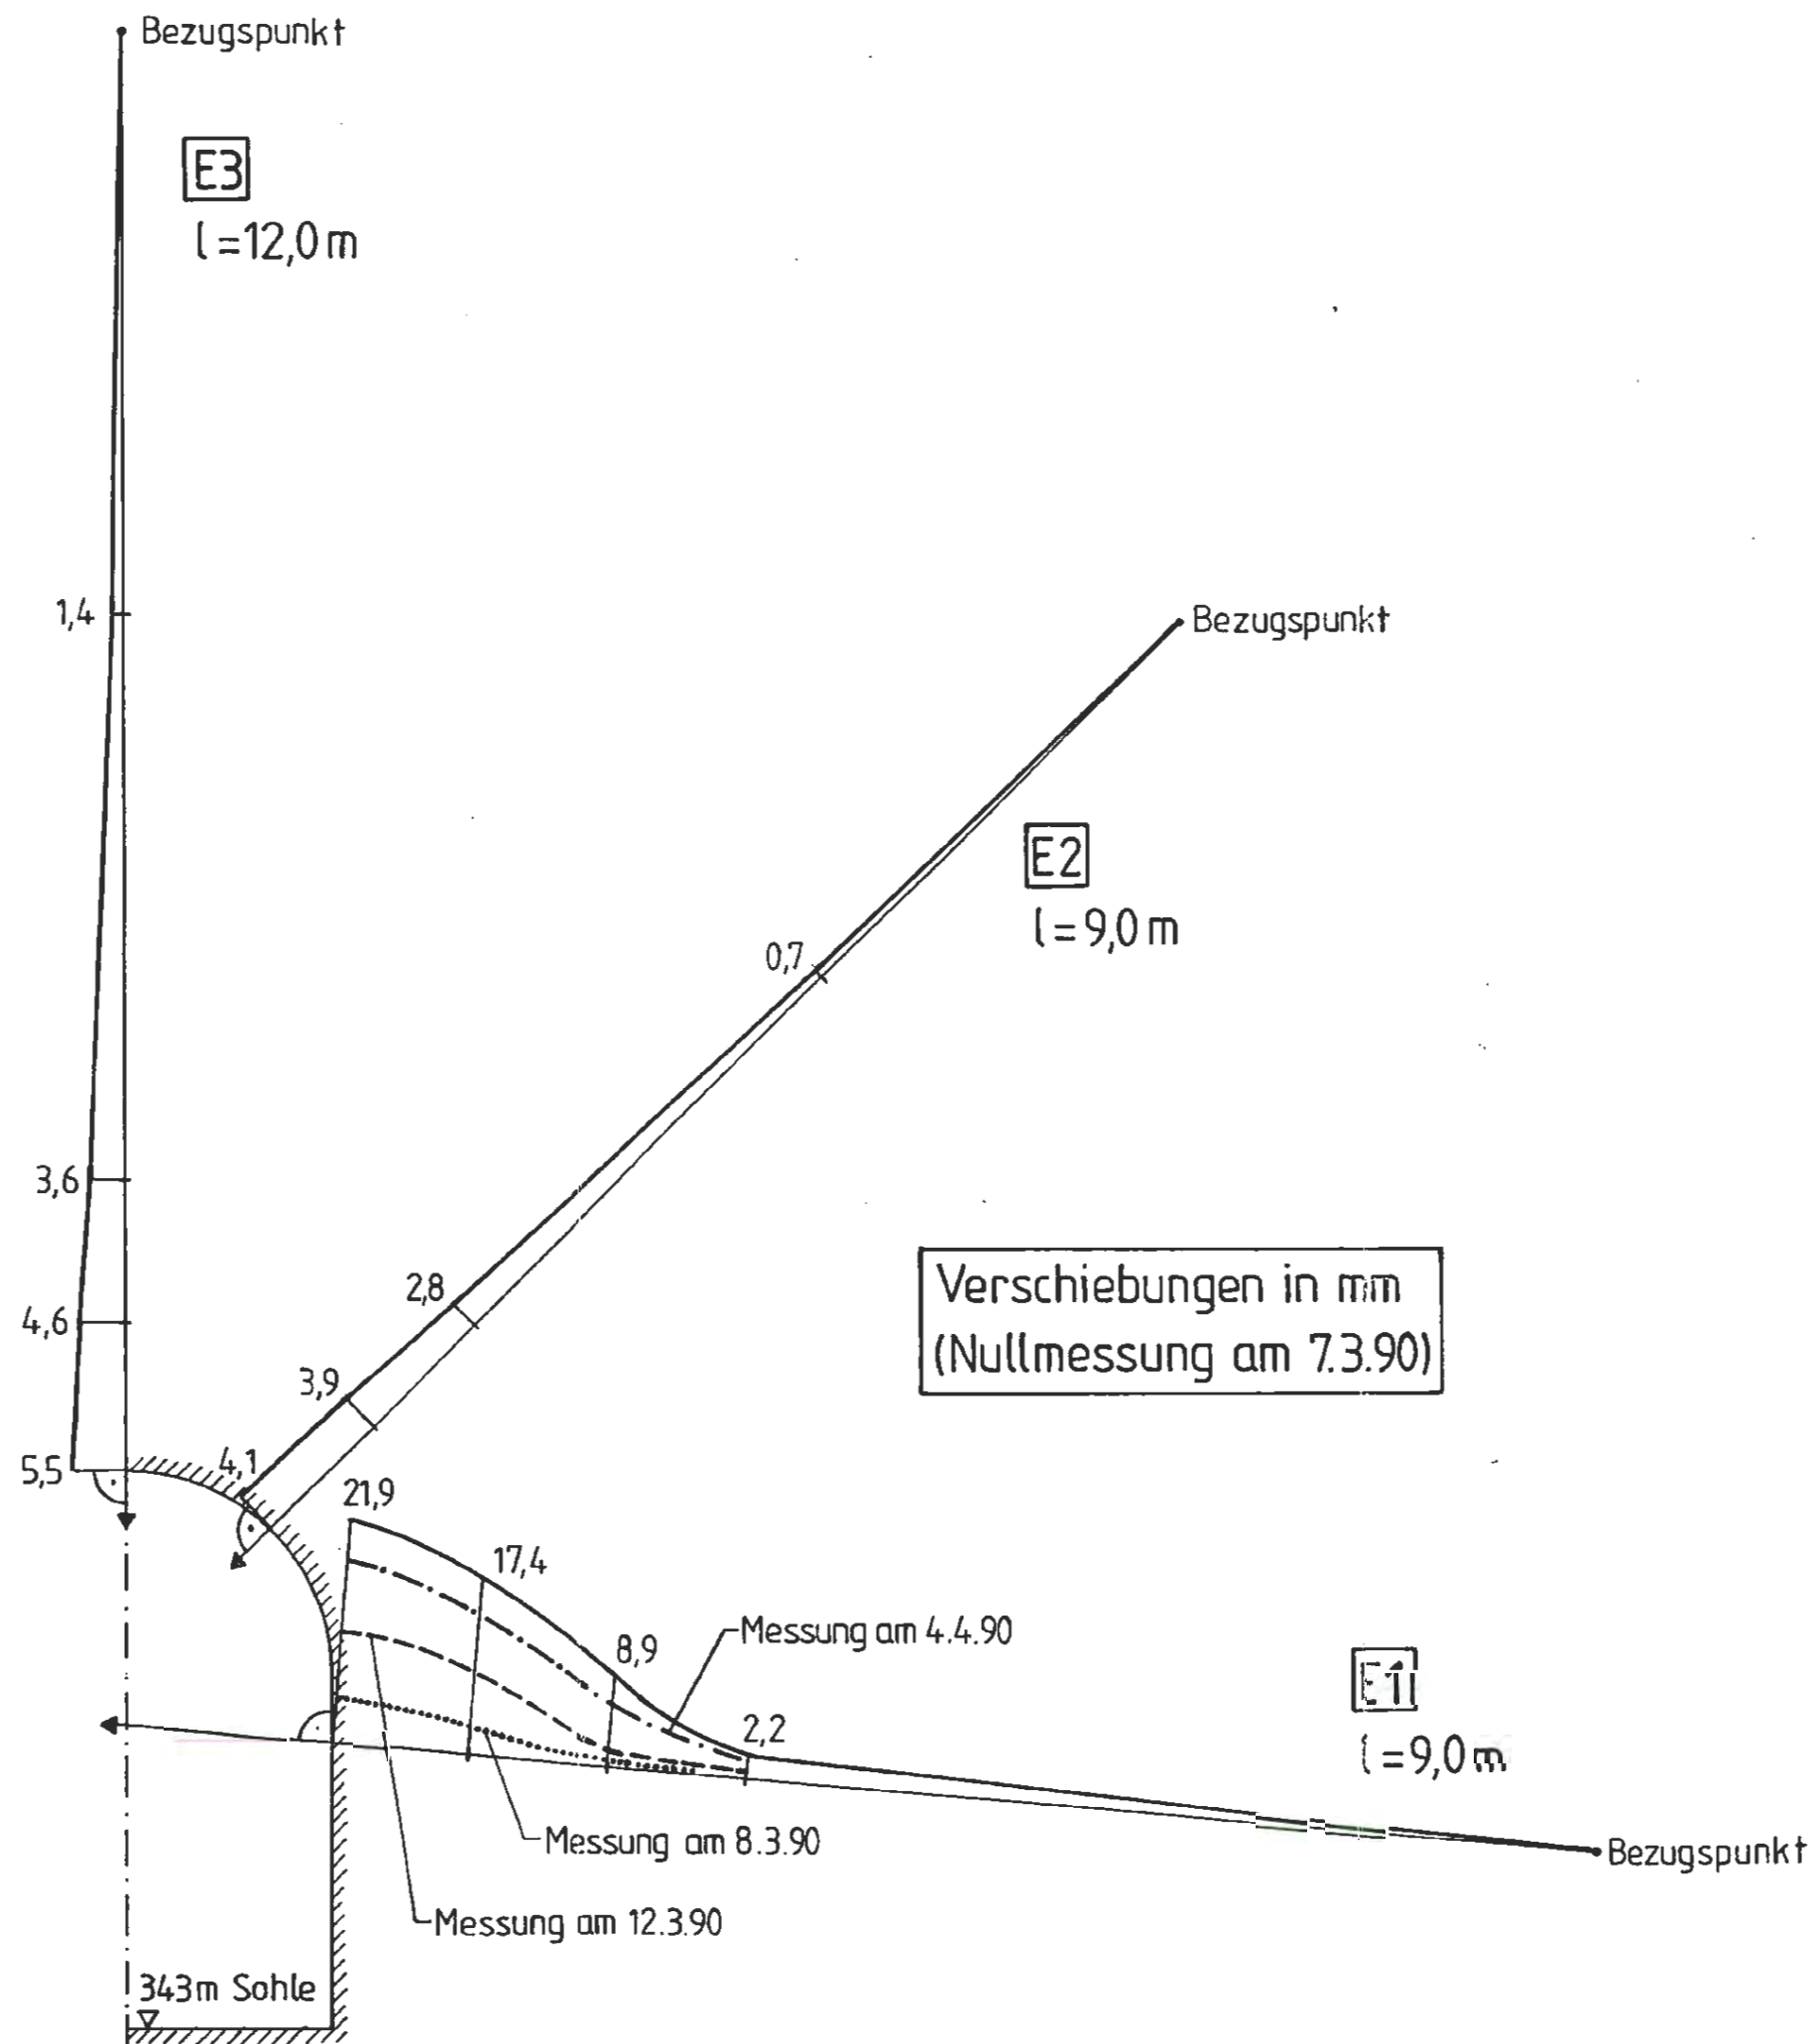 Bezugspunkt
E3
l=12,0 m
1,4
Bezugspunkt
E2
l=9,0 m
0,7
3,6
2,8
Verschiebungen in mm
(Nullmessung am 7.3.90)
4,6
3,9
4,1
5,5
21,9
17,4
8,9
Messung am 4.4.90
E1
2,2
l=9,0 m
Messung am 8.3.90
Bezugspunkt
Messung am 12.3.90
343m Sohle